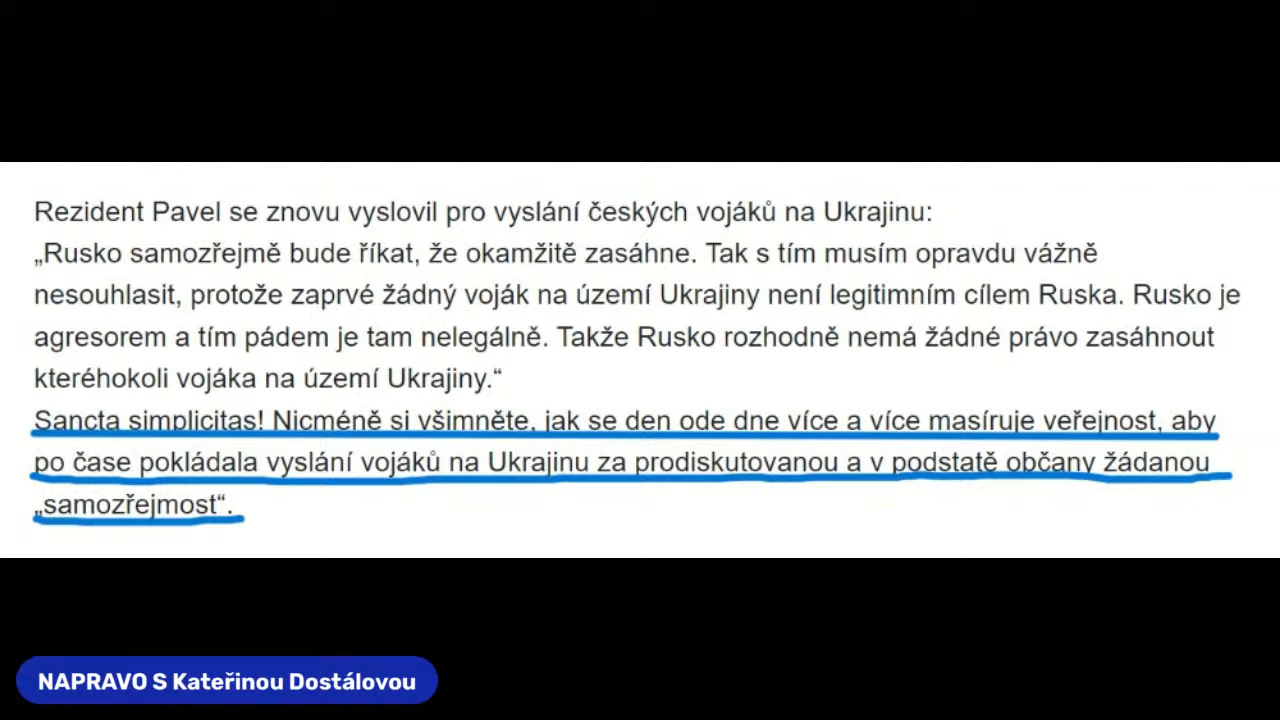 Rezident Pavel se znovu vyslovil pro vyslání českých vojáků na Ukrajinu:
„Rusko samozřejmě bude říkat, že okamžitě zasáhne. Tak s tím musím opravdu vážně
nesouhlasit, protože zaprvé žádný voják na území Ukrajiny není legitimním cílem Ruska. Rusko je
agresorem a tím pádem je tam nelegálně. Takže Rusko rozhodně nemá žádné právo zasáhnout
kteréhokoli vojáka na území Ukrajiny.“
Sancta simplicitas! Nicméně si všimněte, jak se den ode dne více a více masíruje veřejnost, aby
po čase pokládala vyslání vojáků na Ukrajinu za prodiskutovanou a v podstatě občany žádanou
„samozřejmost“.
NAPRAVO S Kateřinou Dostálovou